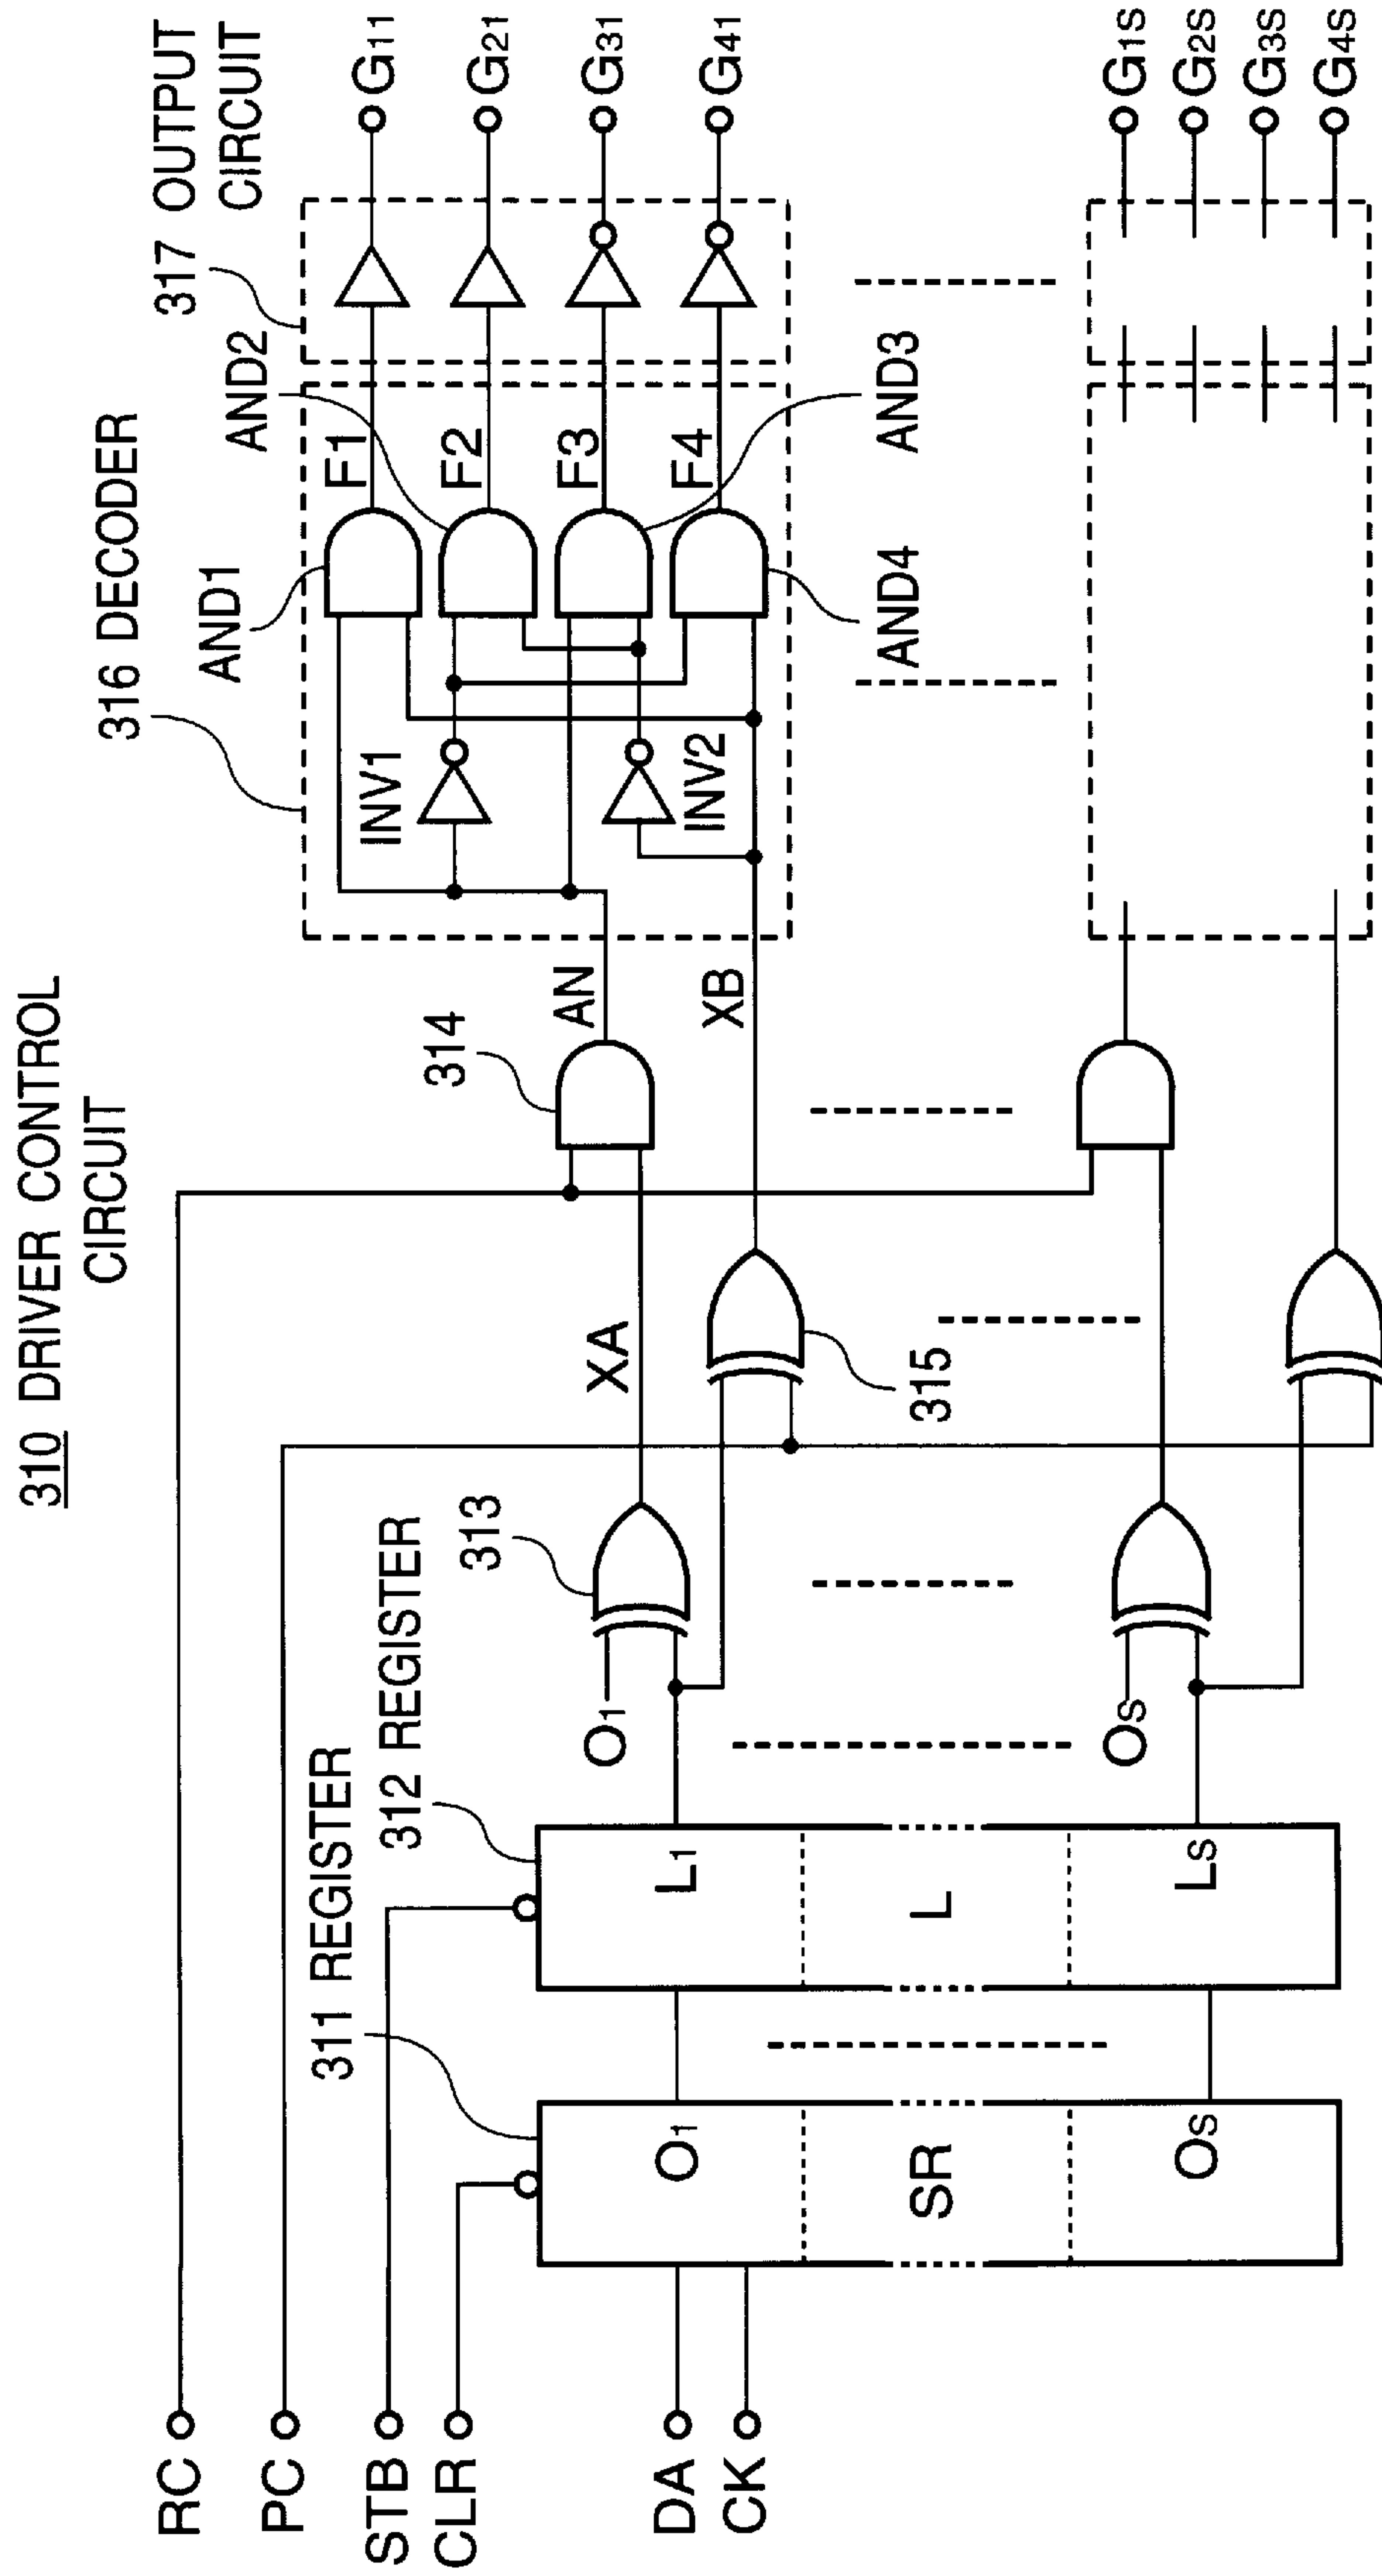 310 DRIVER CONTROL
CIRCUIT
RC
PC
STB
CLR
DA
CK
311 REGISTER
O1
SR
OS
312 REGISTER
L1
L
LS
O1
OS
313
XA
315
314
AN
XB
316 DECODER
INV1
INV2
AND1
AND2
AND3
AND4
F1
F2
F3
F4
317 OUTPUT
CIRCUIT
G11
G21
G31
G41
G1S
G2S
G3S
G4S